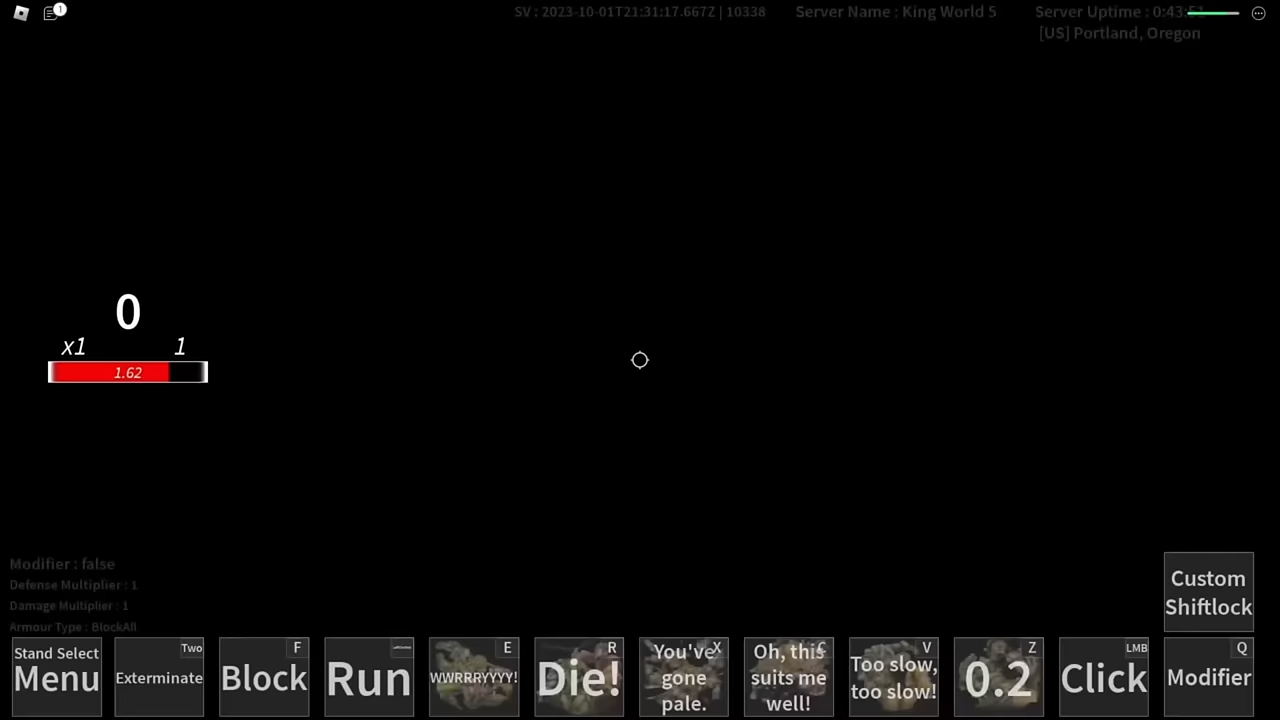 1
SV : 2023-10-01T21:31:17.667Z | 10338
Server Name : King World 5
Server Uptime : 0:43:51
[US] Portland, Oregon
0
x1 1
1.62
Modifier : false
Defense Multiplier : 1
Damage Multiplier : 1
Armour Type : BlockAll
Custom
Shiftlock
Stand Select
Menu
Two
Exterminate
F
Block
Run
E
WWRRRYYYY!
R
Die!
X
You've
gone
pale.
C
Oh, this
suits me
well!
V
Too slow,
too slow!
Z
0.2
LMB
Click
Q
Modifier